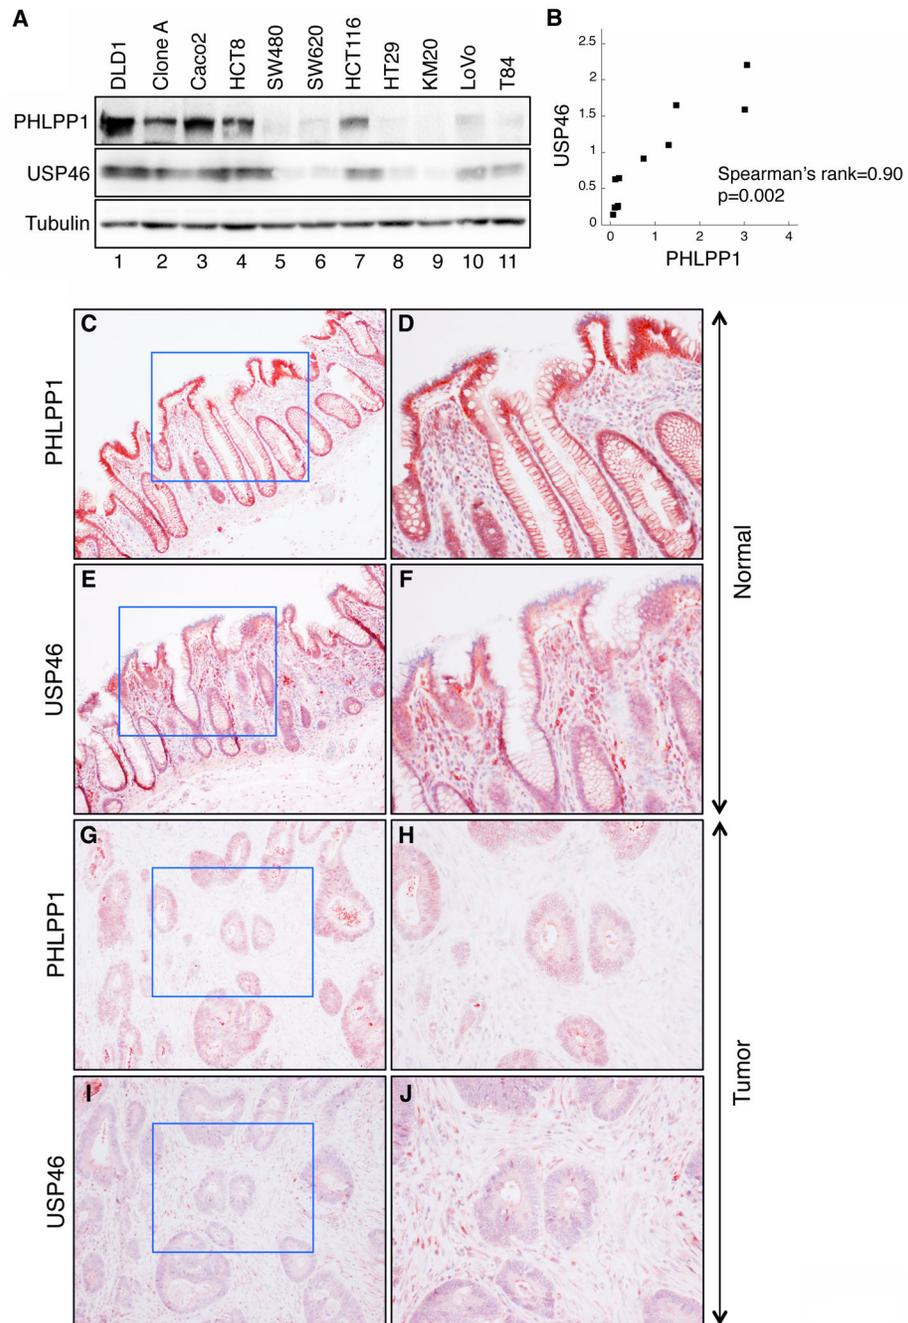 A
DLD1 Clone A Caco2 HCT8 SW480 SW620 HCT116 HT29 KM20 LoVo T84
PHLPP1
USP46
Tubulin
1 2 3 4 5 6 7 8 9 10 11
B
2.5
2
1.5
1
0.5
0
USP46
Spearman's rank=0.90
p=0.002
0 1 2 3 4
PHLPP1
C D
PHLPP1
E F
USP46
Normal
G H
PHLPP1
I J
USP46
Tumor